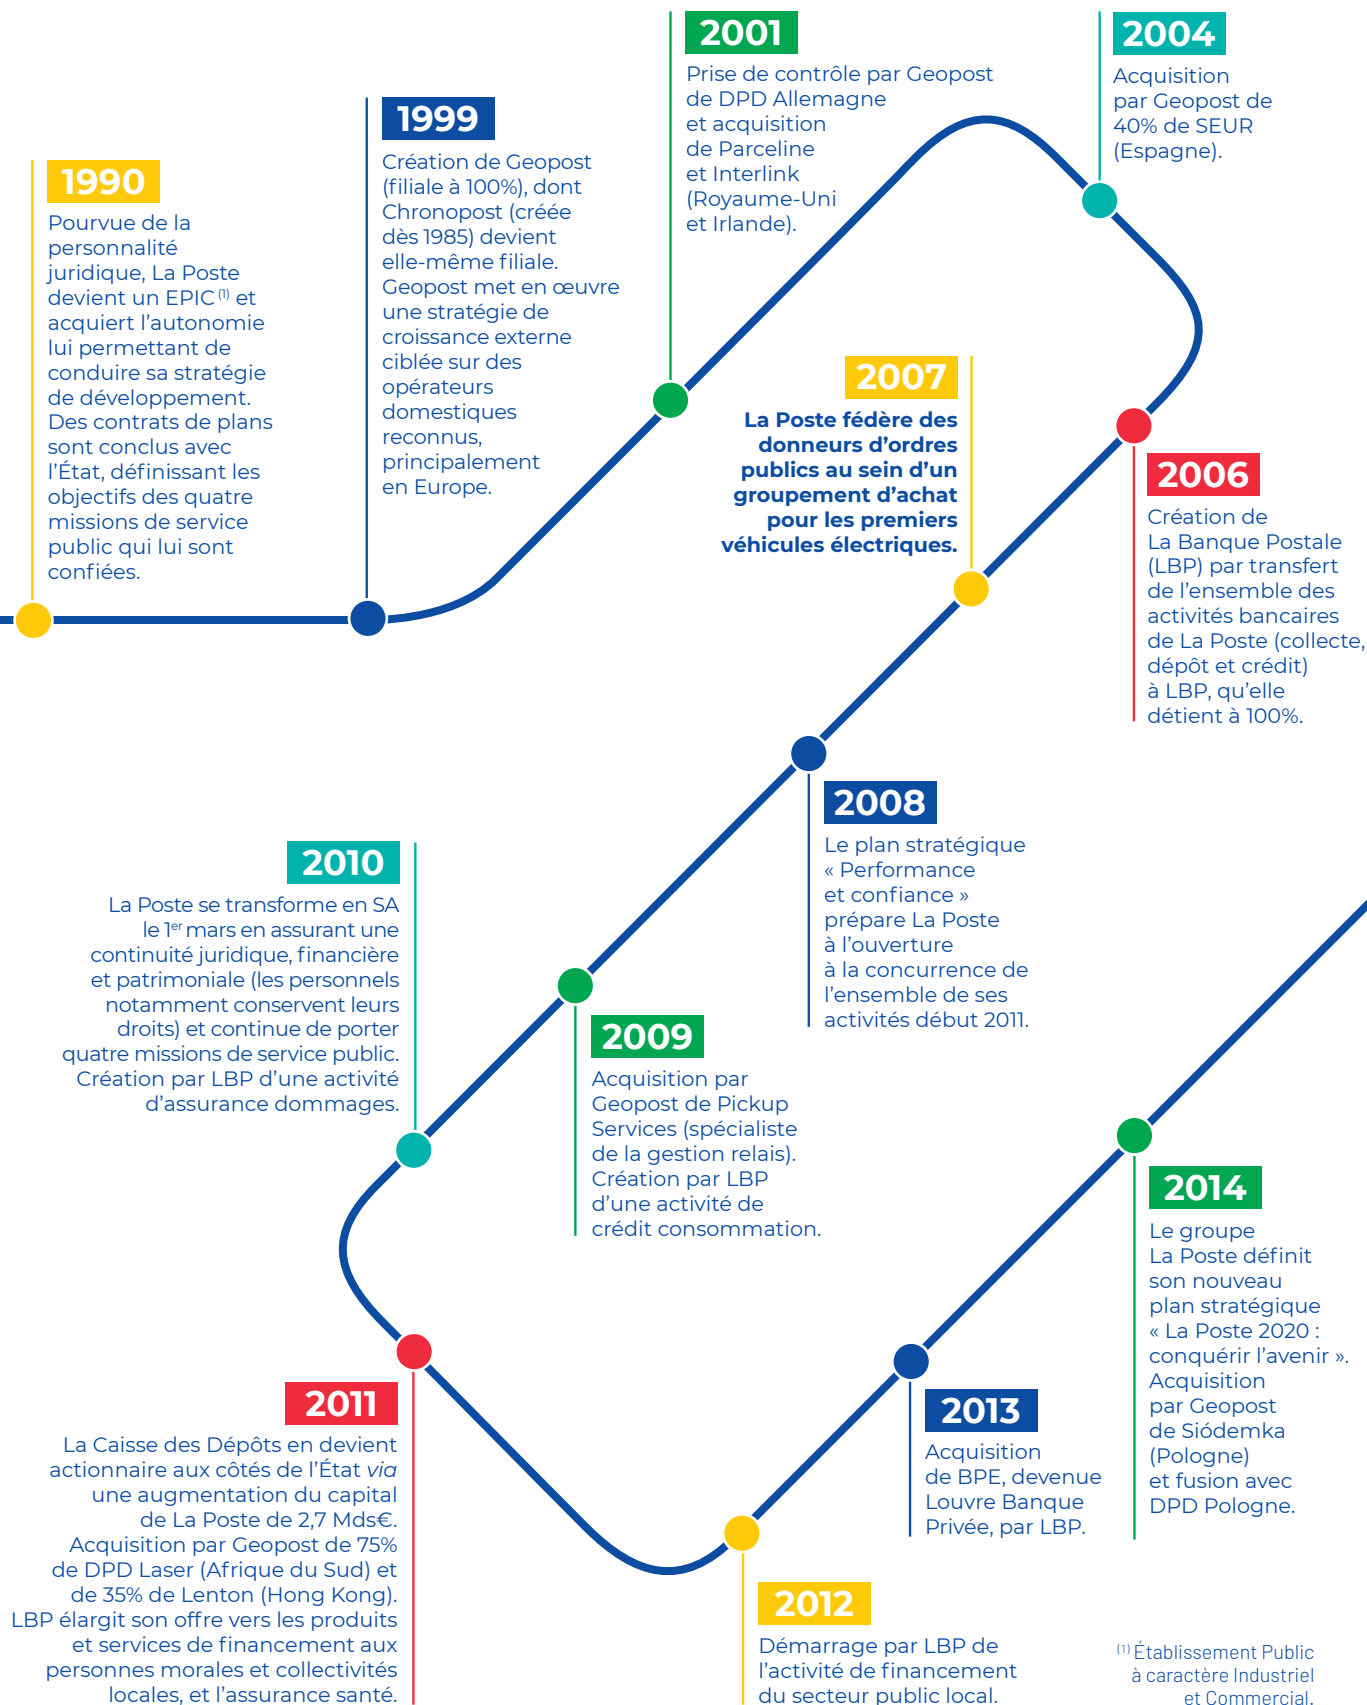 1990
Pourvue de la
personnalité
juridique, La Poste
devient un EPIC (1) et
acquiert l’autonomie
lui permettant de
conduire sa stratégie
de développement.
Des contrats de plans
sont conclus avec
l’État, définissant les
objectifs des quatre
missions de service
public qui lui sont
confiées.
1999
Création de Geopost
(filiale à 100%), dont
Chronopost (créée
dès 1985) devient
elle-même filiale.
Geopost met en œuvre
une stratégie de
croissance externe
ciblée sur des
opérateurs
domestiques
reconnus,
principalement
en Europe.
2001
Prise de contrôle par Geopost
de DPD Allemagne
et acquisition
de Parceline
et Interlink
(Royaume-Uni
et Irlande).
2004
Acquisition
par Geopost de
40% de SEUR
(Espagne).
2006
Création de
La Banque Postale
(LBP) par transfert
de l’ensemble des
activités bancaires
de La Poste (collecte,
dépôt et crédit)
à LBP, qu’elle
détient à 100%.
2007
La Poste fédère des
donneurs d’ordres
publics au sein d’un
groupement d’achat
pour les premiers
véhicules électriques.
2008
Le plan stratégique
« Performance
et confiance »
prépare La Poste
à l’ouverture
à la concurrence de
l’ensemble de ses
activités début 2011.
2009
Acquisition par
Geopost de Pickup
Services (spécialiste
de la gestion relais).
Création par LBP
d’une activité de
crédit consommation.
2010
La Poste se transforme en SA
le 1er mars en assurant une
continuité juridique, financière
et patrimoniale (les personnels
notamment conservent leurs
droits) et continue de porter
quatre missions de service public.
Création par LBP d’une activité
d’assurance dommages.
2011
La Caisse des Dépôts en devient
actionnaire aux côtés de l’État via
une augmentation du capital
de La Poste de 2,7 Mds€.
Acquisition par Geopost de 75%
de DPD Laser (Afrique du Sud) et
de 35% de Lenton (Hong Kong).
LBP élargit son offre vers les produits
et services de financement aux
personnes morales et collectivités
locales, et l’assurance santé.
2012
Démarrage par LBP de
l’activité de financement
du secteur public local.
2013
Acquisition
de BPE, devenue
Louvre Banque
Privée, par LBP.
2014
Le groupe
La Poste définit
son nouveau
plan stratégique
« La Poste 2020 :
conquérir l’avenir ».
Acquisition
par Geopost
de Siódemka
(Pologne)
et fusion avec
DPD Pologne.
(1) Établissement Public
à caractère Industriel
et Commercial.